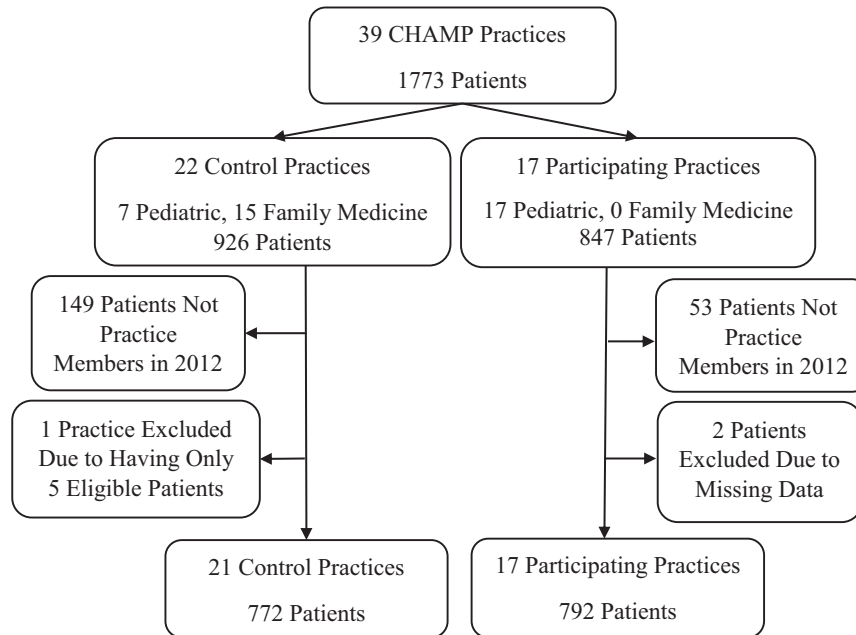 39 CHAMP Practices
1773 Patients
22 Control Practices
7 Pediatric, 15 Family Medicine
926 Patients
17 Participating Practices
17 Pediatric, 0 Family Medicine
847 Patients
149 Patients Not
Practice
Members in 2012
53 Patients Not
Practice
Members in 2012
1 Practice Excluded
Due to Having Only
5 Eligible Patients
2 Patients
Excluded Due to
Missing Data
21 Control Practices
772 Patients
17 Participating Practices
792 Patients